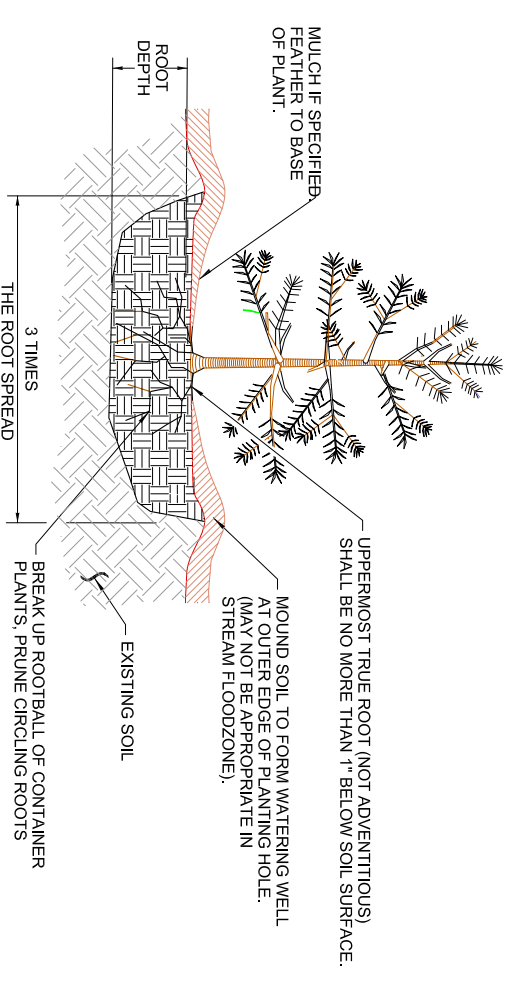 MULCH IF SPECIFIED,
FEATHER TO BASE
OF PLANT.
ROOT
DEPTH
3 TIMES
THE ROOT SPREAD
UPPERMOST TRUE ROOT (NOT ADVENTITIOUS)
SHALL BE NO MORE THAN 1" BELOW SOIL SURFACE.
MOUND SOIL TO FORM WATERING WELL
AT OUTER EDGE OF PLANTING HOLE.
(MAY NOT BE APPROPRIATE IN
STREAM FLOODZONE).
EXISTING SOIL
BREAK UP ROOTBALL OF CONTAINER
PLANTS, PRUNE CIRCLING ROOTS